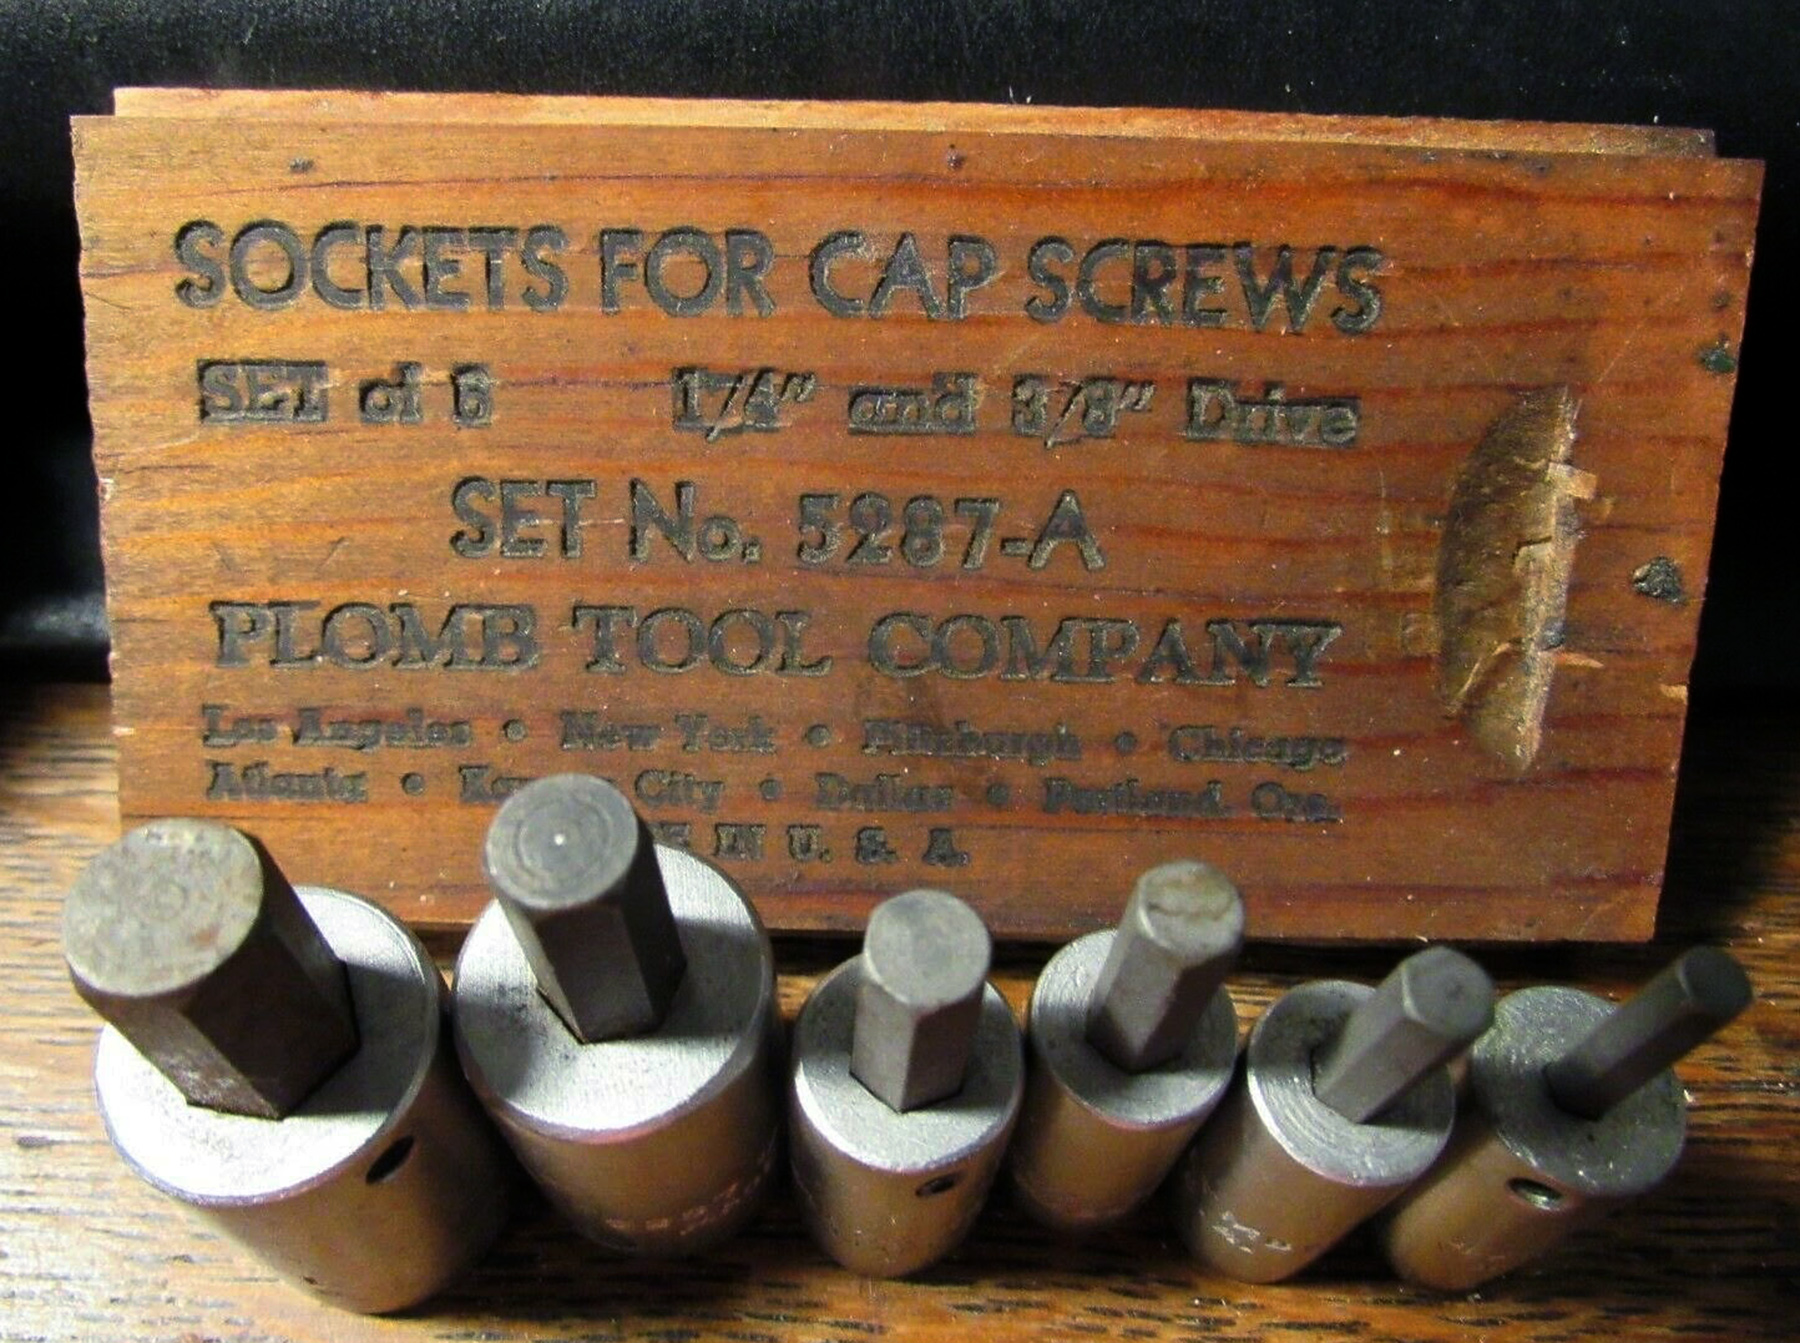 SOCKETS FOR CAP SCREWS
SET of 6 1/4" and 3/8" Drive
SET No. 5287-A
PLOMB TOOL COMPANY
Los Angeles • New York • Pittsburgh • Chicago
Atlanta • City • Dallas • Portland, Ore.
IN U. S. A.